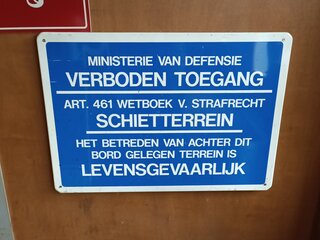 MINISTERIE VAN DEFENSIE
VERBODEN TOEGANG
ART. 461 WETBOEK V. STRAFRECHT
SCHIETTERREIN
HET BETREDEN VAN ACHTER DIT
BORD GELEGEN TERREIN IS
LEVENSGEVAARLIJK